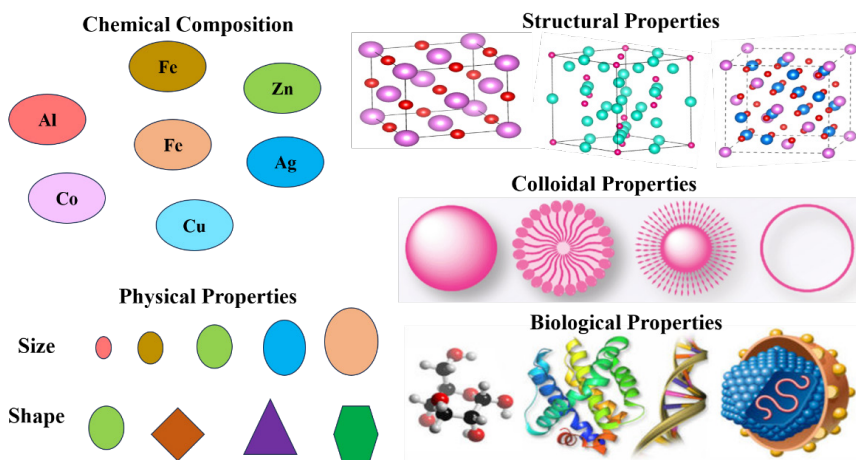 Chemical Composition
Fe
Zn
Al
Fe
Ag
Co
Cu
Structural Properties
Colloidal Properties
Physical Properties
Size
Shape
Biological Properties